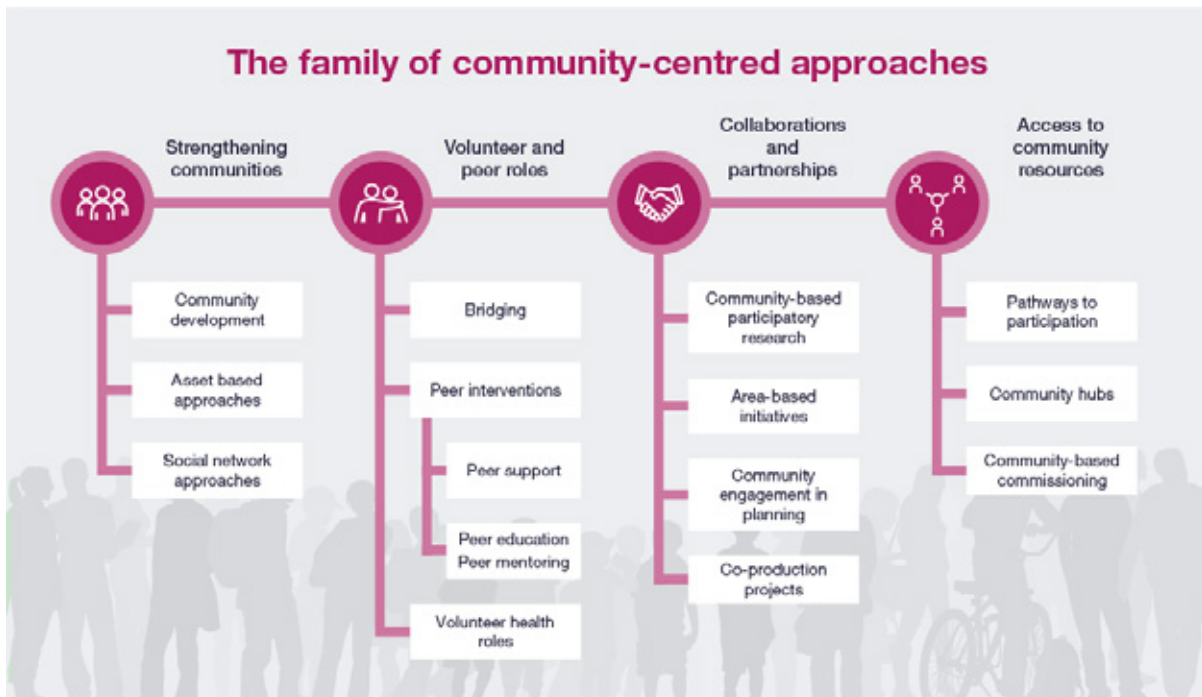 The family of community-centred approaches
Strengthening
communities
Community
development
Asset based
approaches
Social network
approaches
Volunteer and
peer roles
Bridging
Peer interventions
Peer support
Peer education
Peer mentoring
Volunteer health
roles
Collaborations
and
partnerships
Community-based
participatory
research
Area-based
initiatives
Community
engagement in
planning
Co-production
projects
Access to
community
resources
Pathways to
participation
Community hubs
Community-based
commissioning